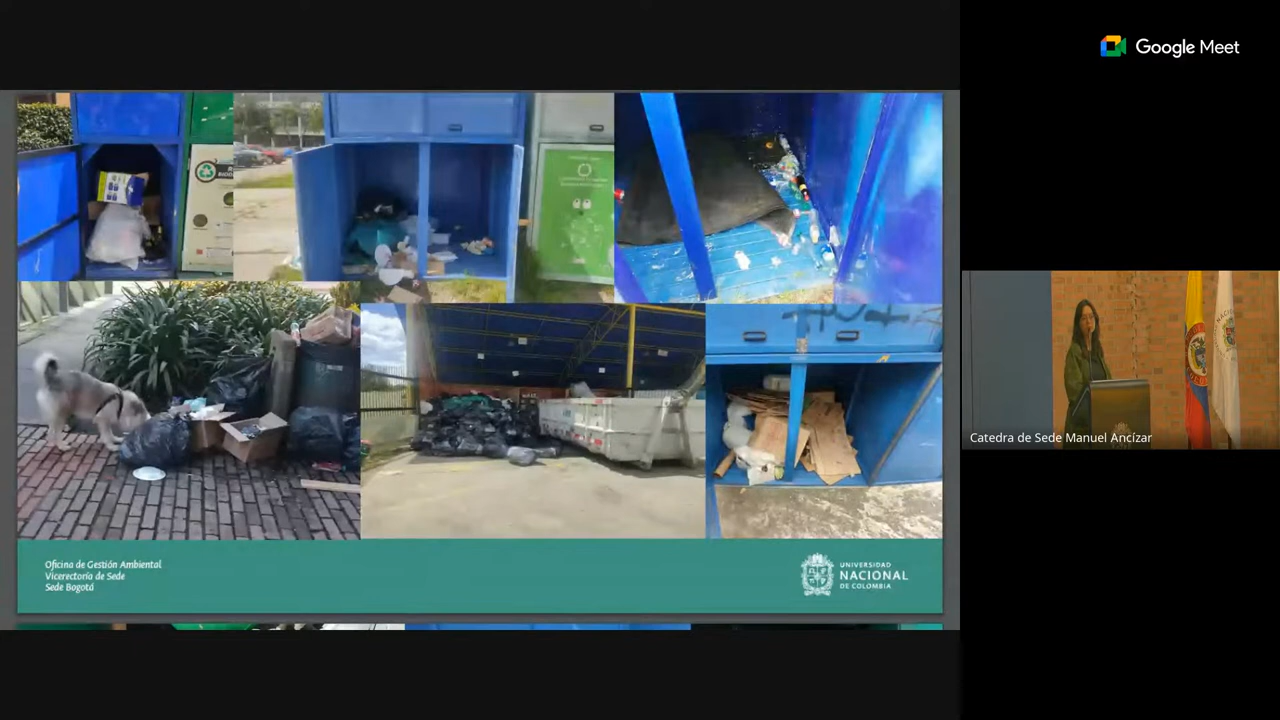 Google Meet
Oficina de Gestión Ambiental
Vicerectoría de Sede
Sede Bogotá
UNIVERSIDAD
NACIONAL
DE COLOMBIA
Catedra de Sede Manuel Ancízar